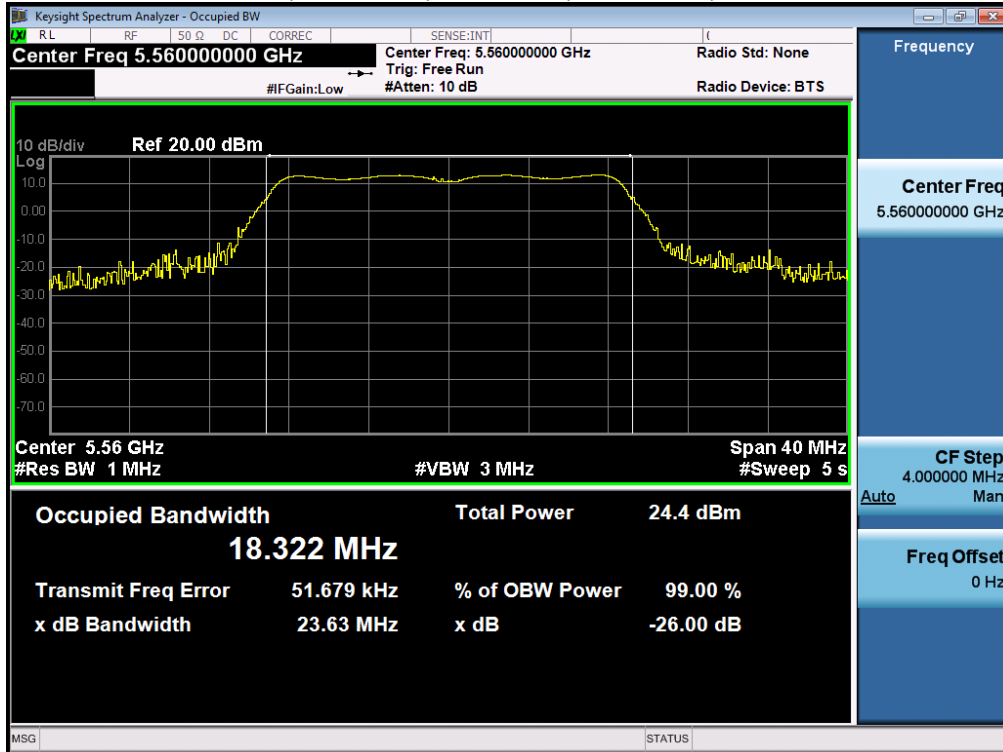 Keysight Spectrum Analyzer - Occupied BW
LXI RL RF 50 Ω DC CORREC SENSE:INT (
Center Freq 5.560000000 GHz
#IFGain:Low
Center Freq: 5.560000000 GHz
Trig: Free Run
#Atten: 10 dB
Radio Std: None
Radio Device: BTS
10 dB/div Ref 20.00 dBm
Log
10.0
0.00
-10.0
-20.0
-30.0
-40.0
-50.0
-60.0
-70.0
Center 5.56 GHz Span 40 MHz
#Res BW 1 MHz #VBW 3 MHz #Sweep 5 s
Occupied Bandwidth Total Power 24.4 dBm
18.322 MHz
Transmit Freq Error 51.679 kHz % of OBW Power 99.00 %
x dB Bandwidth 23.63 MHz x dB -26.00 dB
Frequency
Center Freq
5.560000000 GHz
CF Step
4.000000 MHz
Auto Man
Freq Offset
0 Hz
MSG STATUS